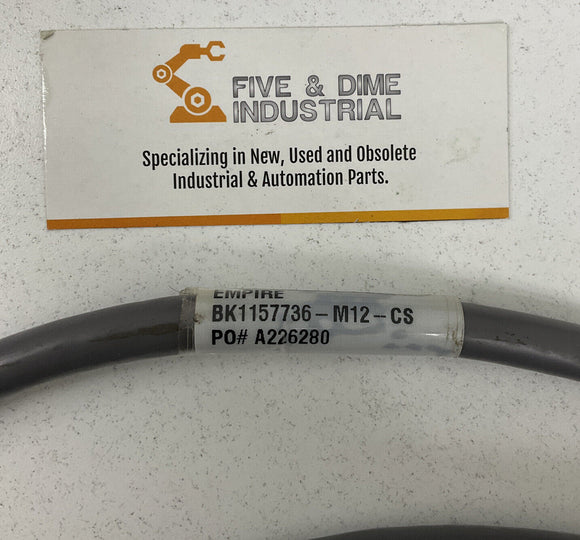 FIVE & DIME
INDUSTRIAL
Specializing in New, Used and Obsolete
Industrial & Automation Parts.
EMPIRE
BK1157736-M12-CS
PO# A226280